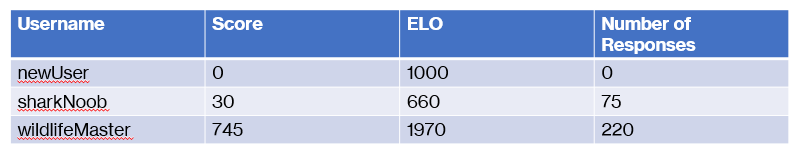 Username Score ELO Number of
Responses
newUser 0 1000 0
sharkNoob 30 660 75
wildlifeMaster 745 1970 220